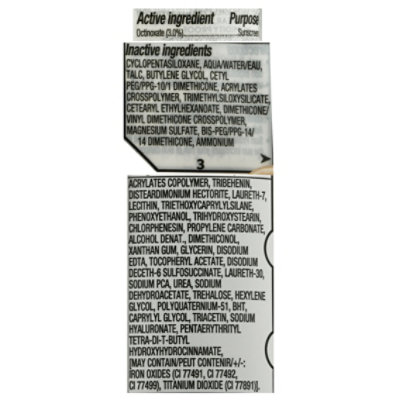 Active ingredient Purpose
Octinoxate (3.0%) Sunscreen
Inactive ingredients
CYCLOPENTASILOXANE, AQUA/WATER/EAU,
TALC, BUTYLENE GLYCOL, CETYL
PEG/PPG-10/1 DIMETHICONE, ACRYLATES
CROSSPOLYMER, TRIMETHYLSILOXYSILICATE,
CETEARYL ETHYLHEXANOATE, DIMETHICONE/
VINYL DIMETHICONE CROSSPOLYMER,
MAGNESIUM SULFATE, BIS-PEG/PPG-14/
14 DIMETHICONE, AMMONIUM
3
ACRYLATES COPOLYMER, TRIBEHENIN,
DISTEARDIMONIUM HECTORITE, LAURETH-7,
LECITHIN, TRIETHOXYCAPRYLYLSILANE,
PHENOXYETHANOL, TRIHYDROXYSTEARIN,
CHLORPHENESIN, PROPYLENE CARBONATE,
ALCOHOL DENAT., DIMETHICONOL,
XANTHAN GUM, GLYCERIN, DISODIUM
EDTA, TOCOPHERYL ACETATE, DISODIUM
DECETH-6 SULFOSUCCINATE, LAURETH-30,
SODIUM PCA, UREA, SODIUM
DEHYDROACETATE, TREHALOSE, HEXYLENE
GLYCOL, POLYQUATERNIUM-51, BHT,
CAPRYLYL GLYCOL, TRIACETIN, SODIUM
HYALURONATE, PENTAERYTHRITYL
TETRA-DI-T-BUTYL
HYDROXYHYDROCINNAMATE,
[MAY CONTAIN/PEUT CONTENIR/+/-:
IRON OXIDES (CI 77491, CI 77492,
CI 77499), TITANIUM DIOXIDE (CI 77891)].